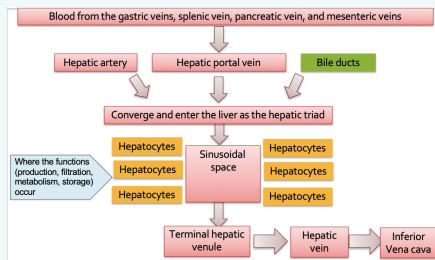 Blood from the gastric veins, splenic vein, pancreatic vein, and mesenteric veins
Hepatic artery
Hepatic portal vein
Bile ducts
Converge and enter the liver as the hepatic triad
Where the functions
(production, filtration,
metabolism, storage)
occur
Hepatocytes
Hepatocytes
Hepatocytes
Sinusoidal
space
Hepatocytes
Hepatocytes
Hepatocytes
Terminal hepatic
venule
Hepatic
vein
Inferior
Vena cava